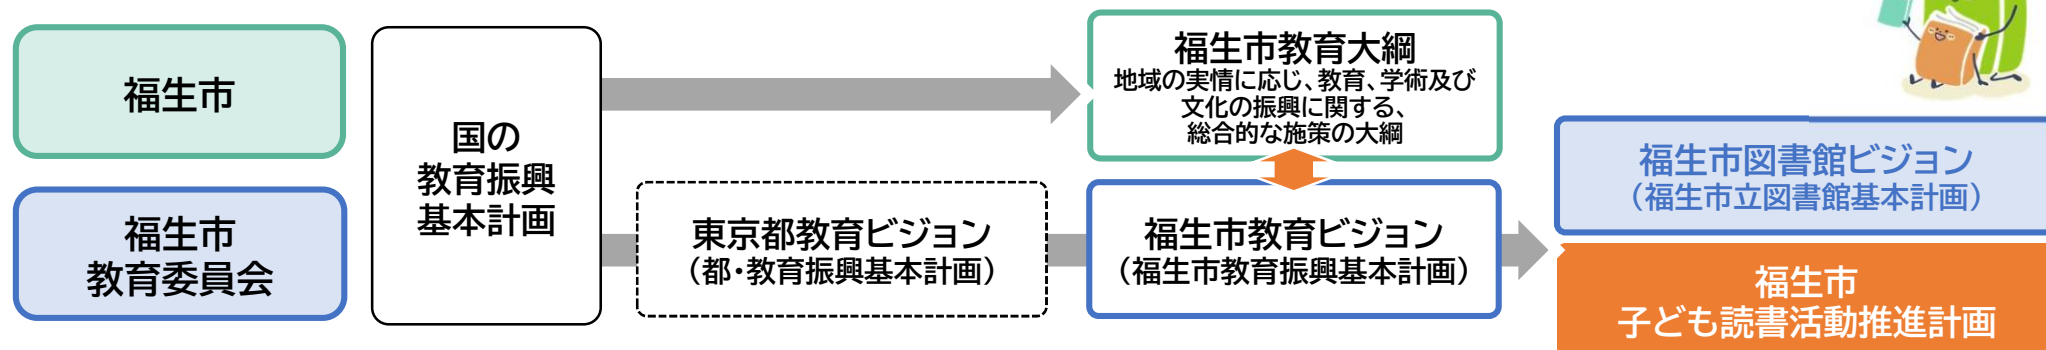 福生市
福生市
教育委員会
国の
教育振興
基本計画
福生市教育大綱
地域の実情に応じ、教育、学術及び
文化の振興に関する、
総合的な施策の大綱
東京都教育ビジョン
（都・教育振興基本計画）
福生市教育ビジョン
（福生市教育振興基本計画）
福生市図書館ビジョン
（福生市立図書館基本計画）
福生市
子ども読書活動推進計画